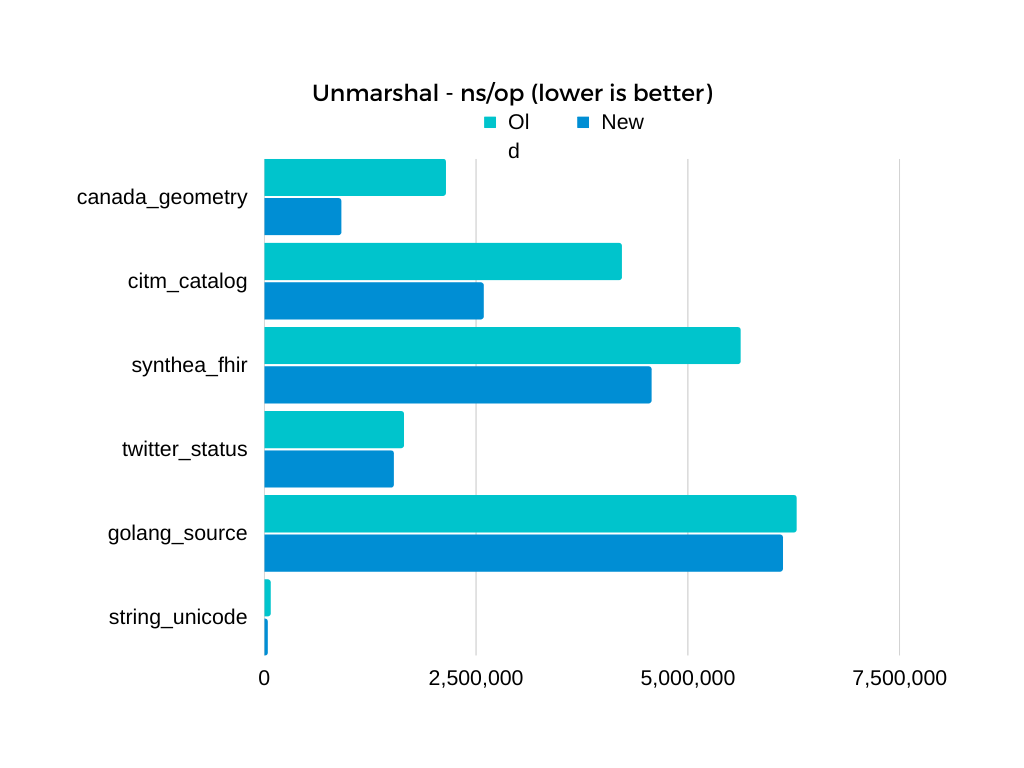 Unmarshal - ns/op (lower is better)
Ol
d
New
canada_geometry
citm_catalog
synthea_fhir
twitter_status
golang_source
string_unicode
0 2,500,000 5,000,000 7,500,000